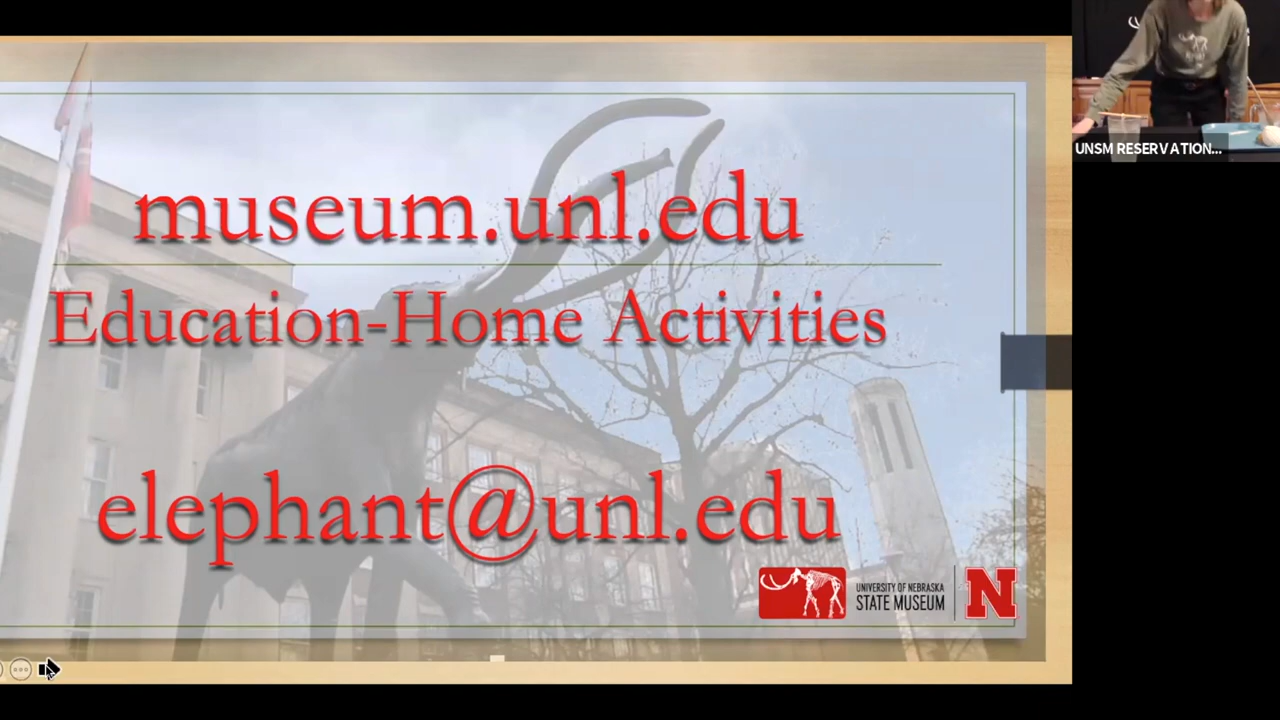 museum.unl.edu
Education-Home Activities
elephant@unl.edu
UNIVERSITY OF NEBRASKA
STATE MUSEUM
N
UNSM RESERVATION...